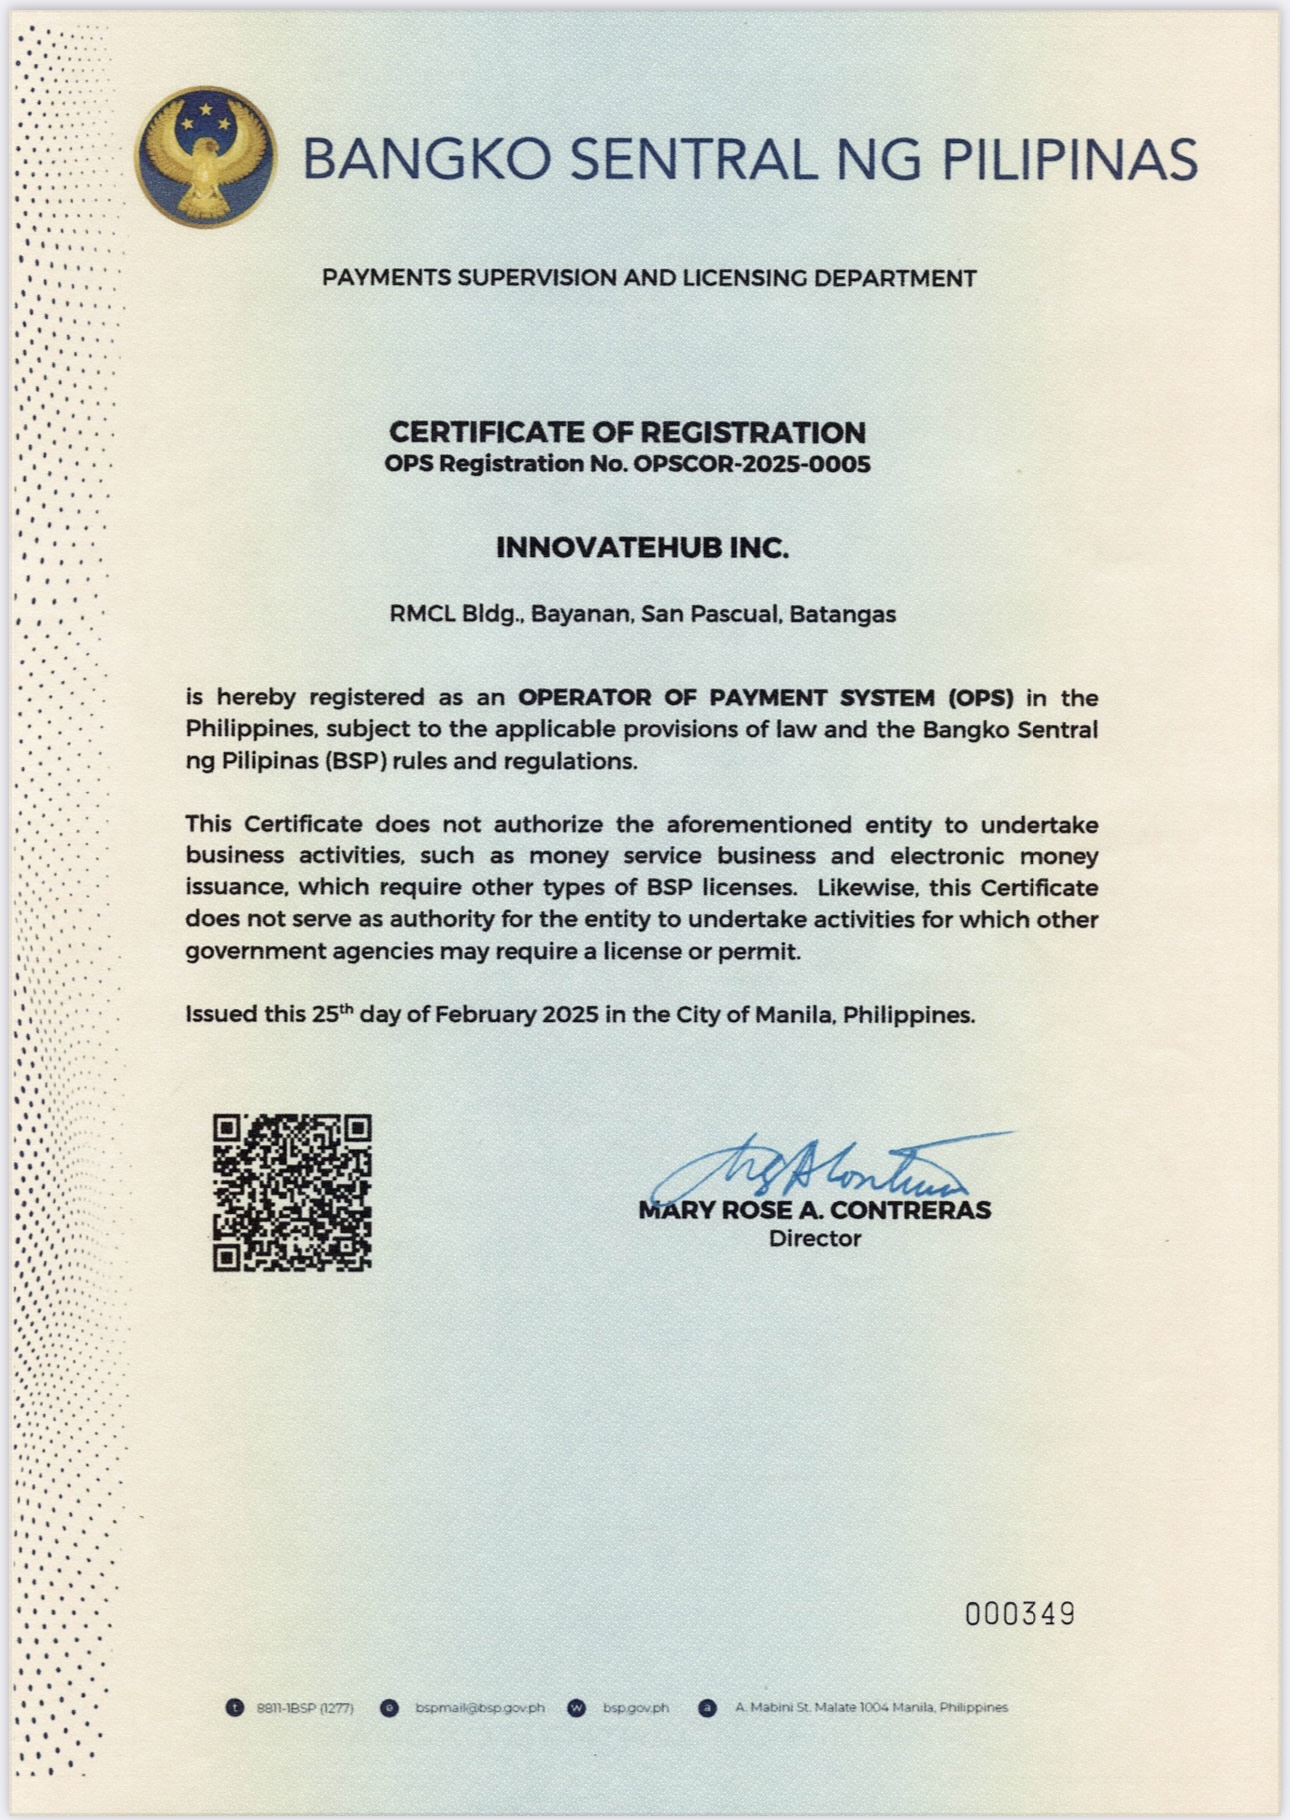 BANGKO SENTRAL NG PILIPINAS
PAYMENTS SUPERVISION AND LICENSING DEPARTMENT
CERTIFICATE OF REGISTRATION
OPS Registration No. OPSCOR-2025-0005
INNOVATEHUB INC.
RMCL Bldg., Bayanan, San Pascual, Batangas
is hereby registered as an OPERATOR OF PAYMENT SYSTEM (OPS) in the
Philippines, subject to the applicable provisions of law and the Bangko Sentral
ng Pilipinas (BSP) rules and regulations.
This Certificate does not authorize the aforementioned entity to undertake
business activities, such as money service business and electronic money
issuance, which require other types of BSP licenses. Likewise, this Certificate
does not serve as authority for the entity to undertake activities for which other
government agencies may require a license or permit.
Issued this 25th day of February 2025 in the City of Manila, Philippines.
MARY ROSE A. CONTRERAS
Director
000349
t 8811-1BSP (1277) e bspmail@bsp.gov.ph w bsp.gov.ph a A. Mabini St. Malate 1004 Manila, Philippines